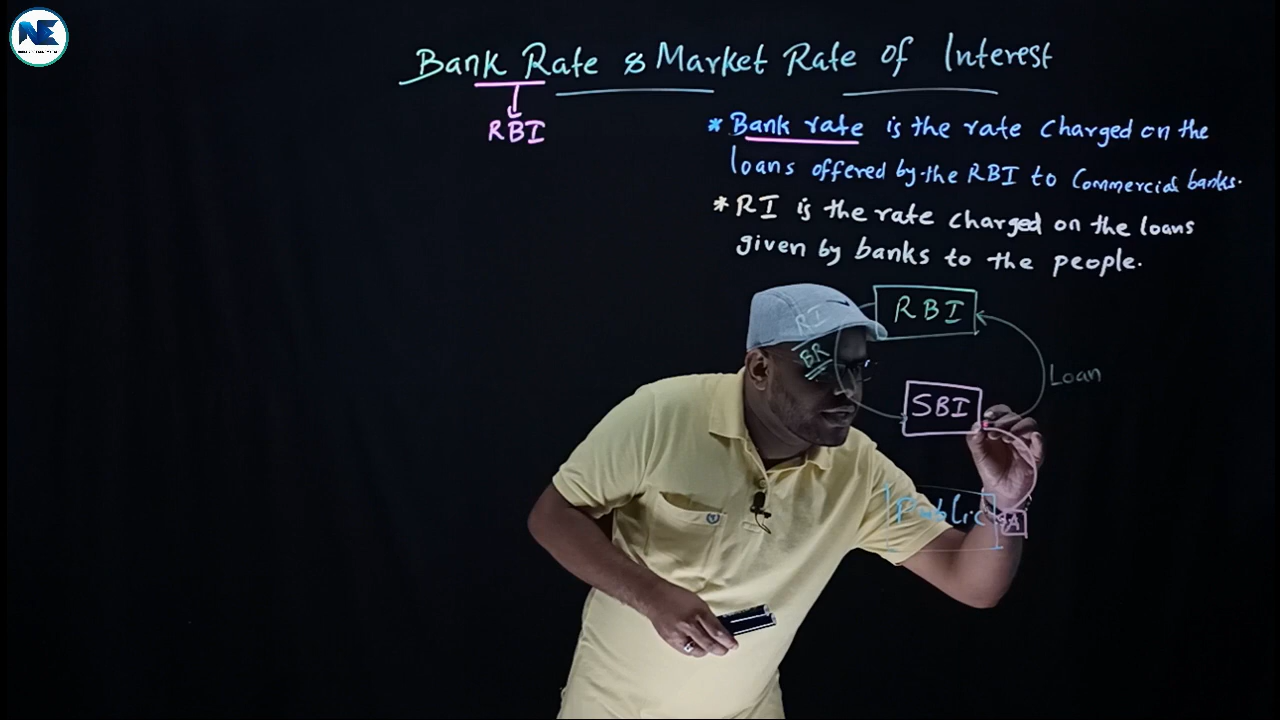 NE
Bank Rate & Market Rate of Interest
RBI
* Bank rate is the rate charged on the
loans offered by the RBI to Commercial banks.
* RI is the rate charged on the loans
given by banks to the people.
RI
RBI
BR
Loan
SBI
Public
A